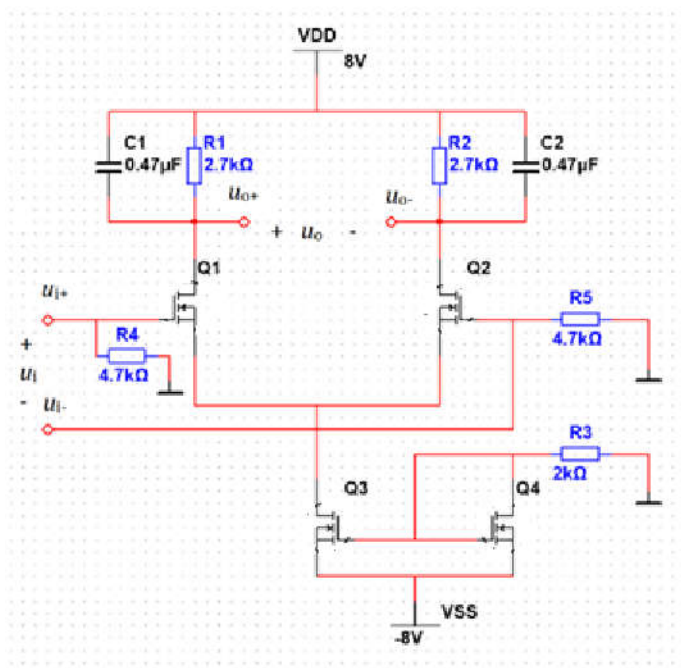 VDD
8V
C1
0.47µF
R1
2.7kΩ
R2
2.7kΩ
C2
0.47µF
uo+
+ uo -
uo-
Q1
Q2
ui+
R4
4.7kΩ
R5
4.7kΩ
+
ui
- ui-
R3
2kΩ
Q3
Q4
VSS
-8V